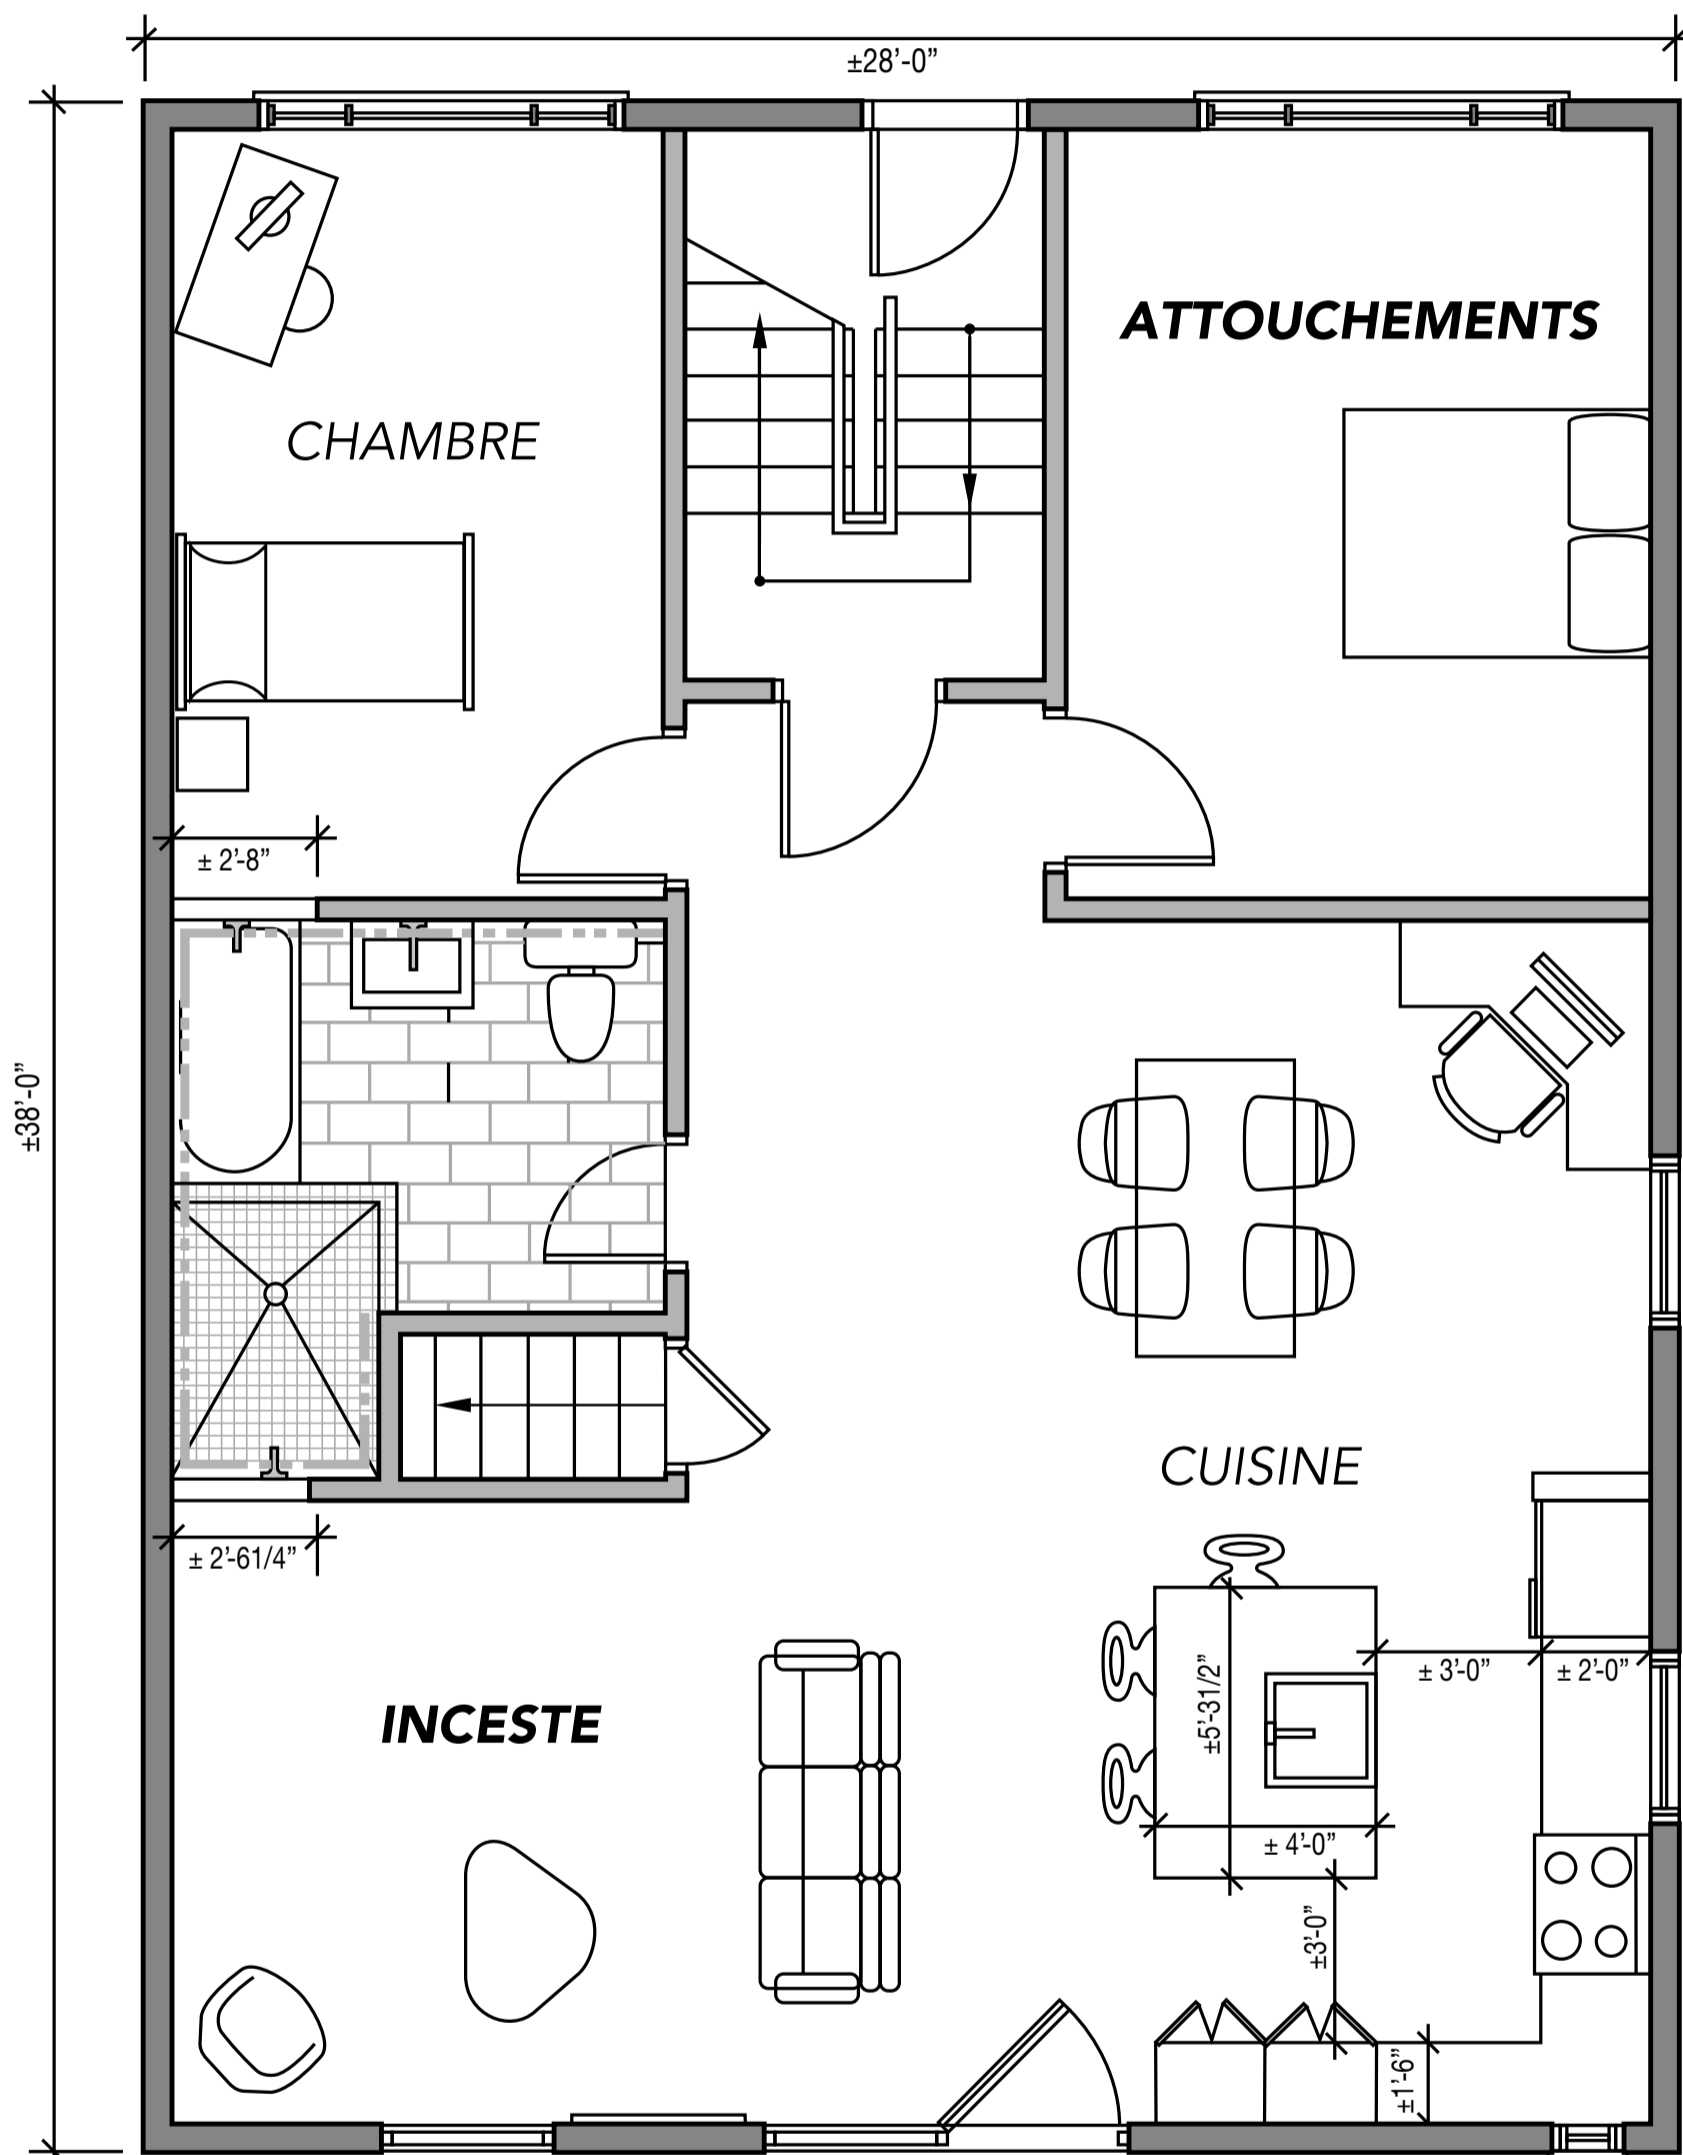 ±28’-0”
ATTOUCHEMENTS
CHAMBRE
± 2’-8”
±38’-0”
CUISINE
± 2’-61/4”
± 3’-0”
± 2’-0”
±5’-31/2”
INCESTE
± 4’-0”
±3’-0”
±1’-6”